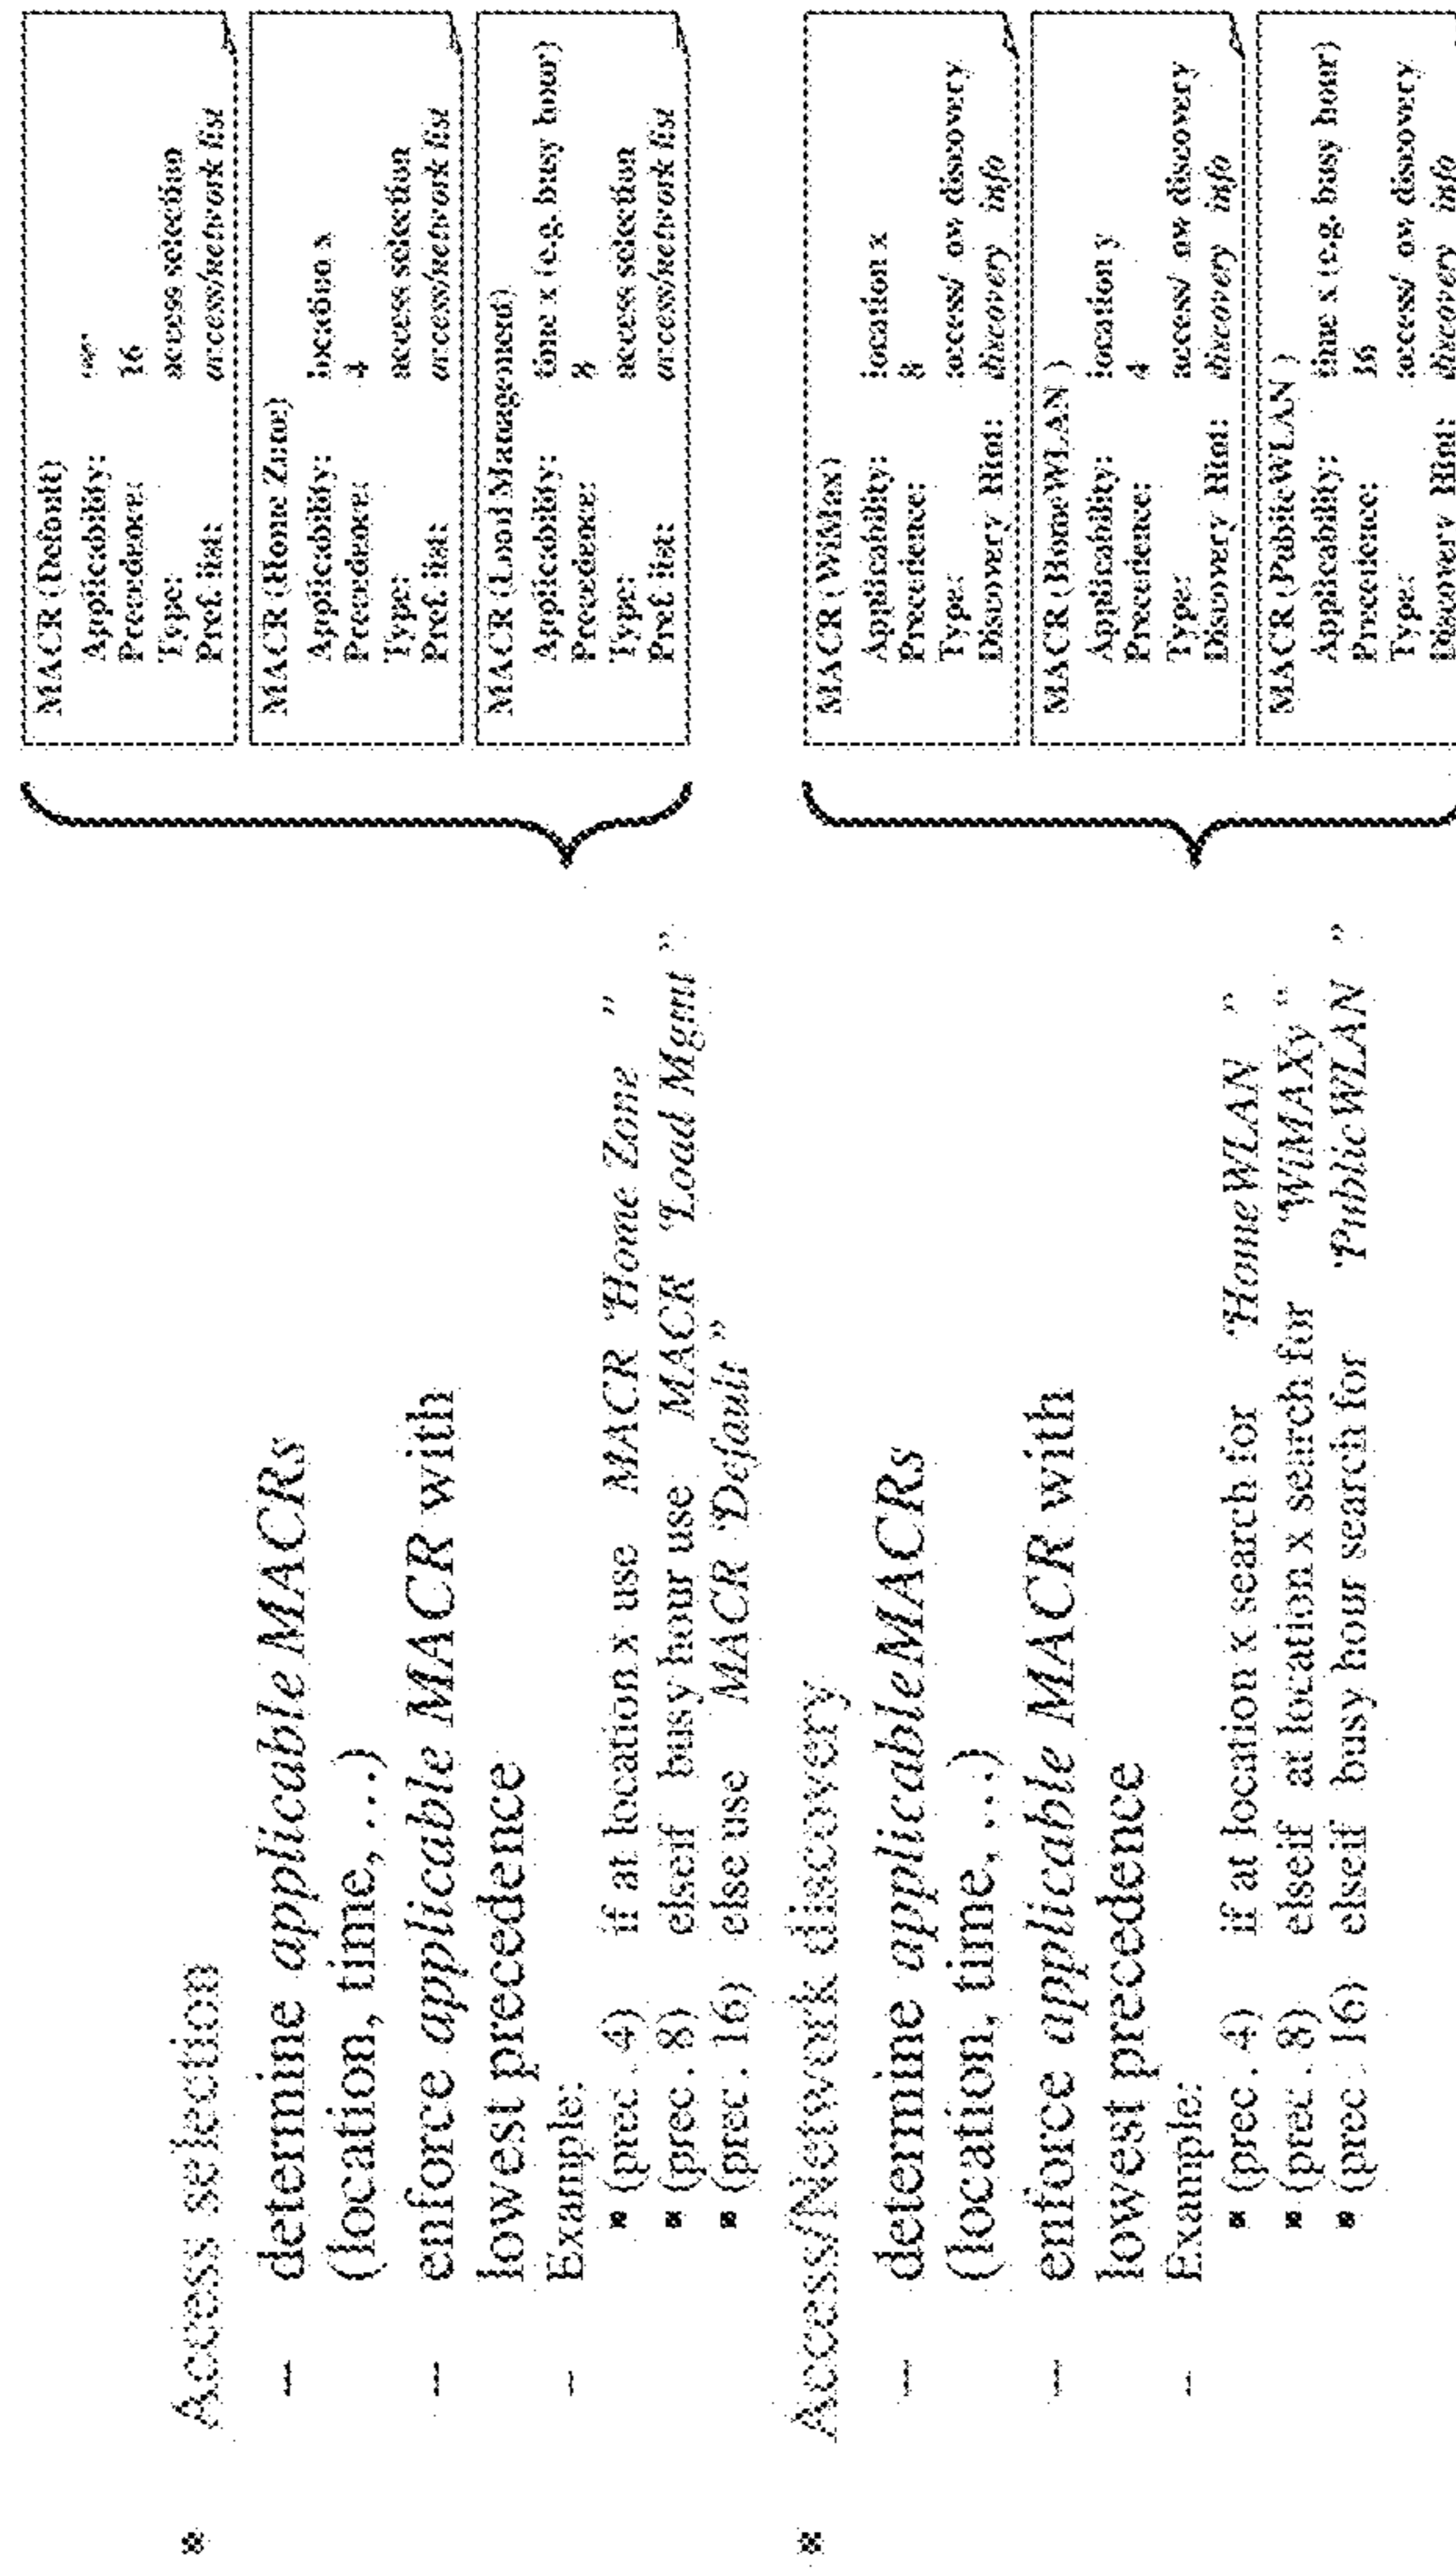 * Access selection
– determine applicable MACRs
(location, time,...)
– enforce applicable MACR with
lowest precedence
– Example:
▪ (prec. 4) if at location x use MACR "Home Zone"
▪ (prec. 8) elseif busy hour use MACR "Load Mgmt"
▪ (prec. 16) else use MACR "Default"
MACR (Default)
Applicability: "*"
Precedence: 16
Type: access selection
Pref. list: access/network list
MACR (Home Zone)
Applicability: location x
Precedence: 4
Type: access selection
Pref. list: access/network list
MACR (Load Management)
Applicability: time x (e.g. busy hour)
Precedence: 8
Type: access selection
Pref. list: access/network list
* Access/Network discovery
– determine applicable MACRs
(location, time,...)
– enforce applicable MACR with
lowest precedence
– Example:
▪ (prec. 4) if at location x search for "HomeWLAN"
▪ (prec. 8) elseif at location x search for "WiMAXy"
▪ (prec. 16) elseif busy hour search for "PublicWLAN"
MACR (WiMax)
Applicability: location x
Precedence: 8
Type: access/ nw discovery
Discovery Hint: discovery info
MACR (HomeWLAN )
Applicability: location y
Precedence: 4
Type: access/ nw discovery
Discovery Hint: discovery info
MACR (PublicWLAN )
Applicability: time x (e.g. busy hour)
Precedence: 16
Type: access/ nw discovery
Discovery Hint: discovery info